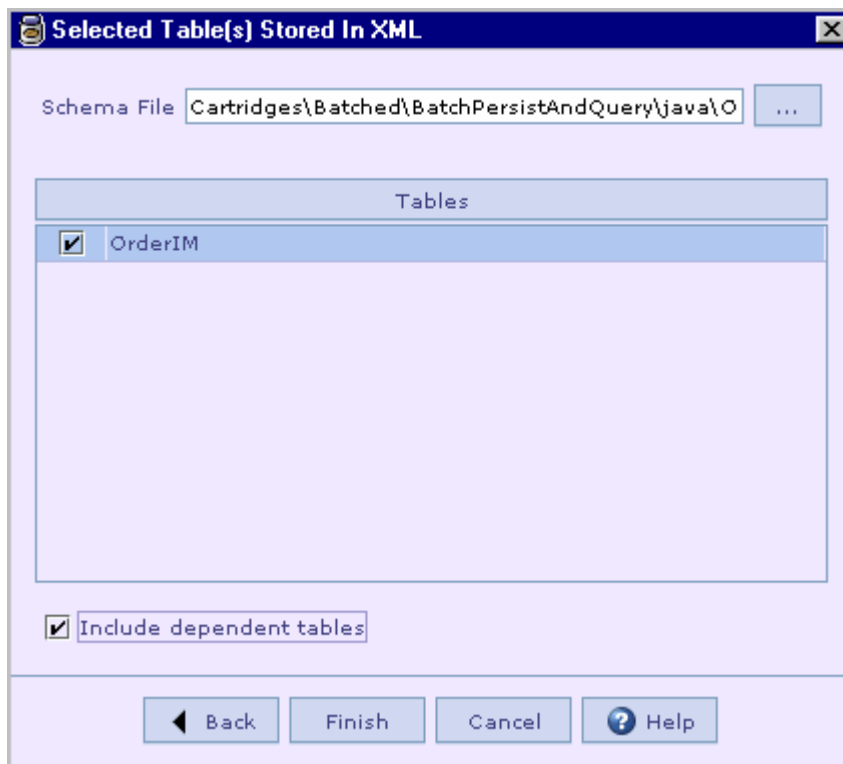 Selected Table(s) Stored In XML
Schema File Cartridges\Batched\BatchPersistAndQuery\java\O ...
Tables
OrderIM
Include dependent tables
Back Finish Cancel Help